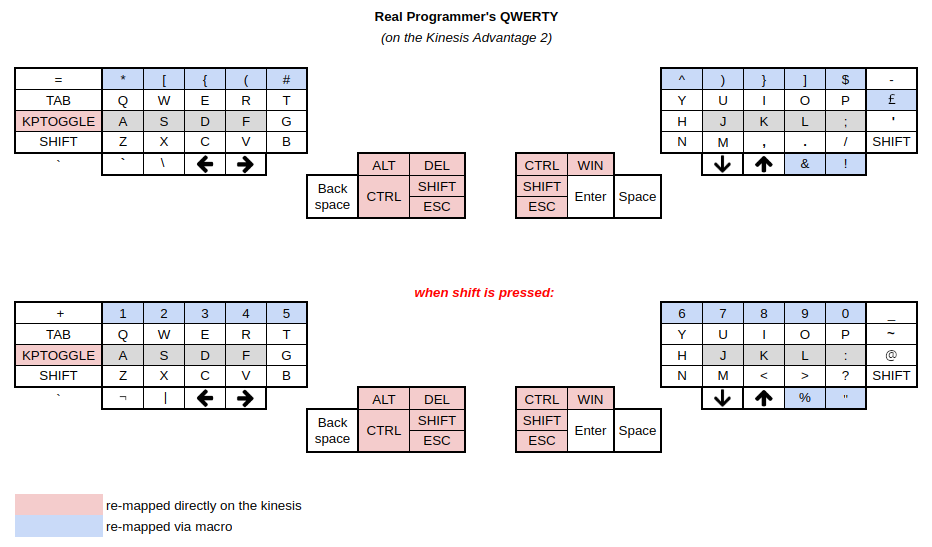 Real Programmer's QWERTY
(on the Kinesis Advantage 2)
= * [ { ( # ^ ) } ] $ -
TAB Q W E R T Y U I O P £
KPTOGGLE A S D F G H J K L ; '
SHIFT Z X C V B N M , . / SHIFT
` ` \ 🡰 🡲 🡳 🡱 & !
ALT DEL CTRL WIN
Back space CTRL SHIFT ESC SHIFT ESC Enter Space
when shift is pressed:
+ 1 2 3 4 5 6 7 8 9 0 _
TAB Q W E R T Y U I O P ~
KPTOGGLE A S D F G H J K L : @
SHIFT Z X C V B N M < > ? SHIFT
` ¬ | 🡰 🡲 🡳 🡱 % "
ALT DEL CTRL WIN
Back space CTRL SHIFT ESC SHIFT ESC Enter Space
re-mapped directly on the kinesis
re-mapped via macro